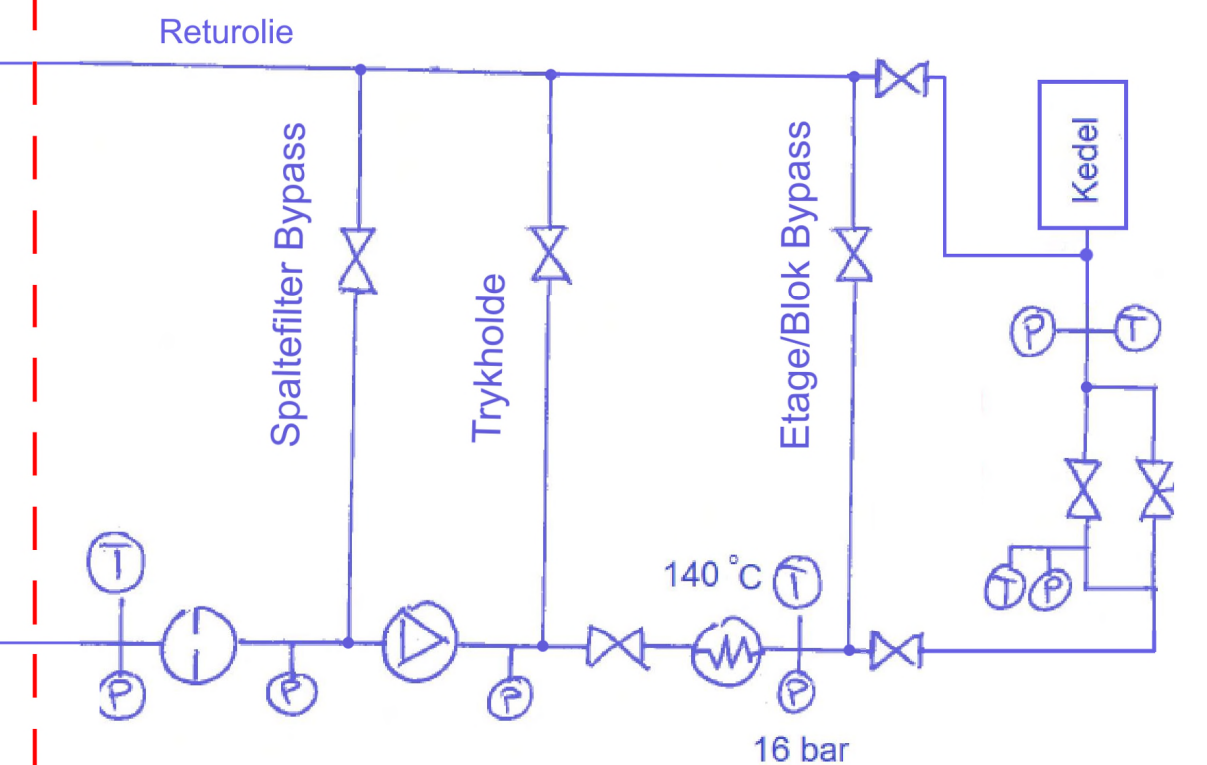 Returolie
Spaltefilter Bypass
Trykholde
Etage/Blok Bypass
Kedel
P
T
T
P
T
140 °C
T
P
P
P
P
16 bar